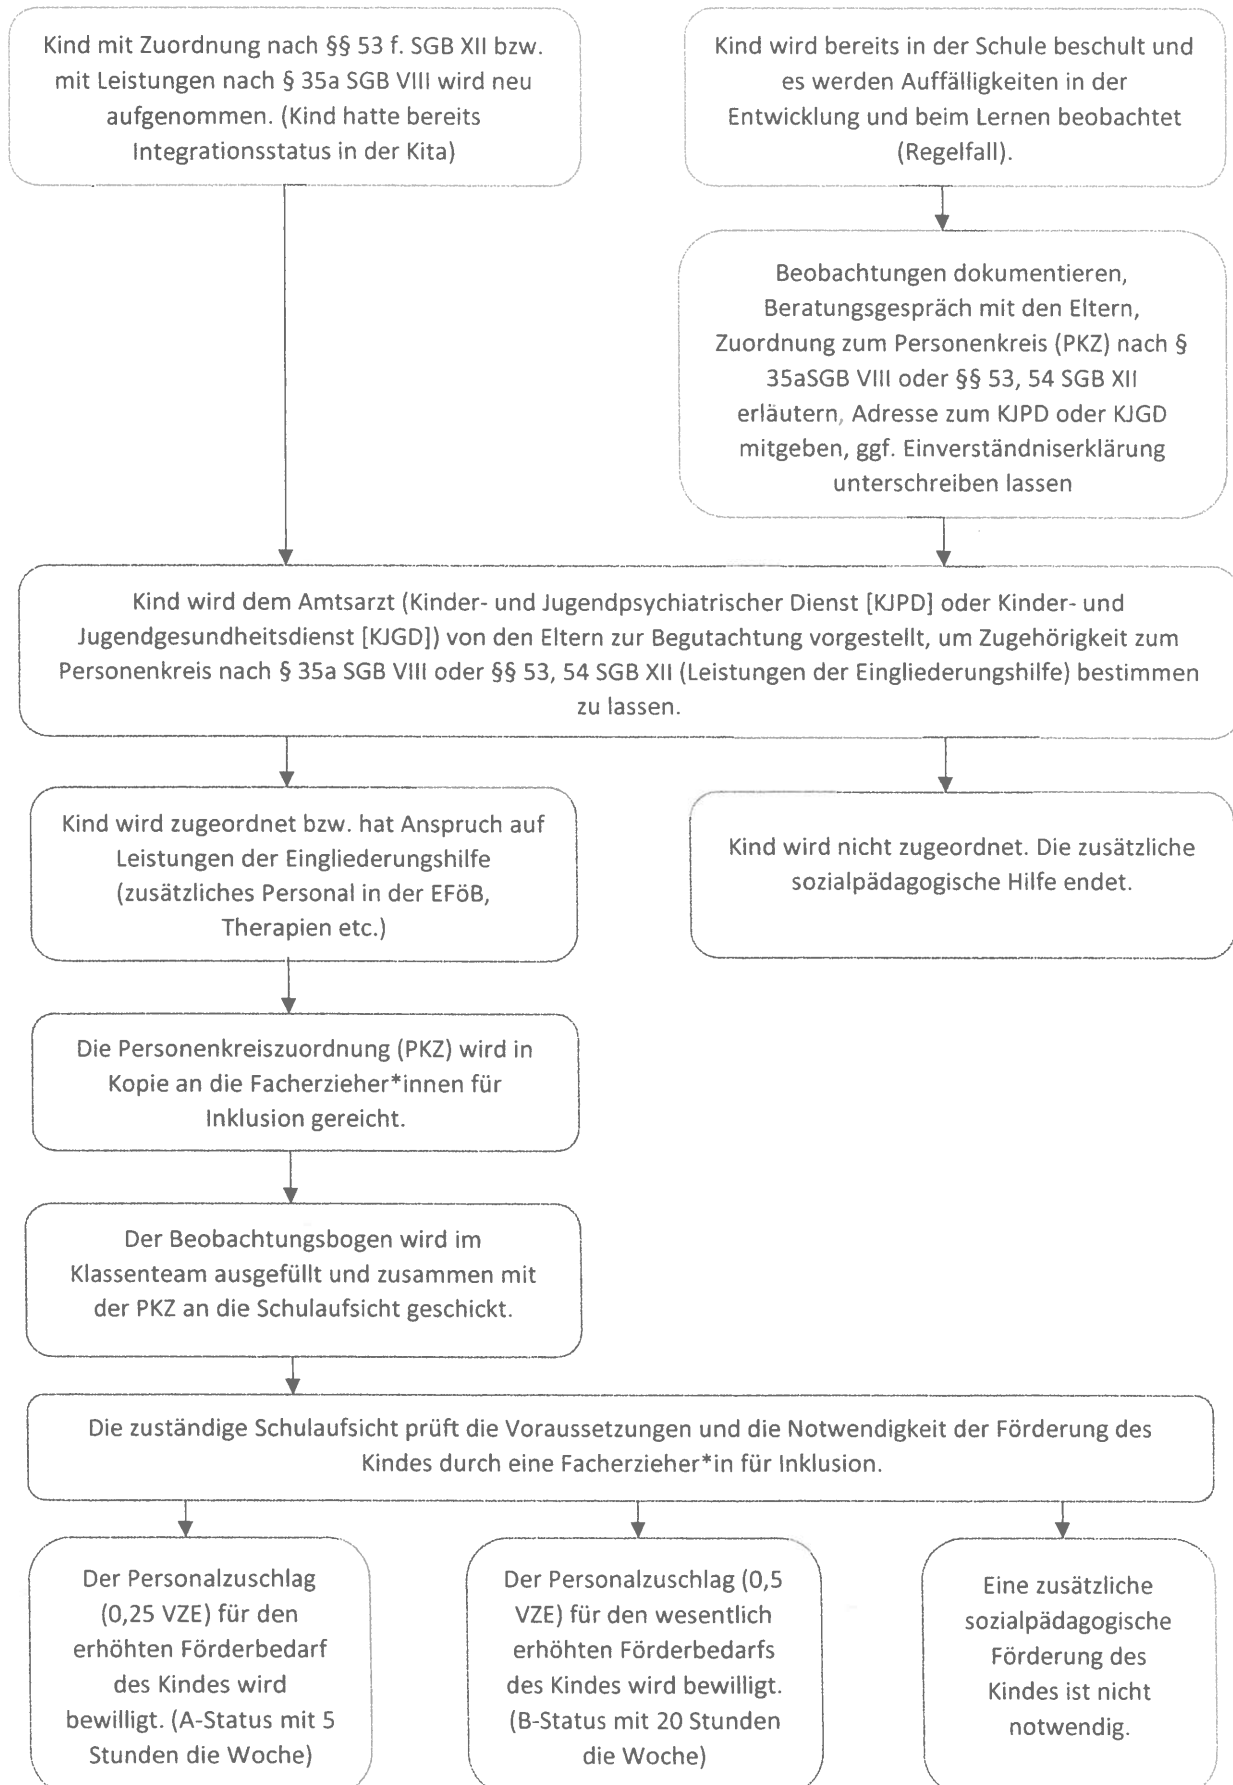 Kind mit Zuordnung nach §§ 53 f. SGB XII bzw.
mit Leistungen nach § 35a SGB VIII wird neu
aufgenommen. (Kind hatte bereits
Integrationsstatus in der Kita)
Kind wird bereits in der Schule beschult und
es werden Auffälligkeiten in der
Entwicklung und beim Lernen beobachtet
(Regelfall).
Beobachtungen dokumentieren,
Beratungsgespräch mit den Eltern,
Zuordnung zum Personenkreis (PKZ) nach §
35aSGB VIII oder §§ 53, 54 SGB XII
erläutern, Adresse zum KJPD oder KJGD
mitgeben, ggf. Einverständniserklärung
unterschreiben lassen
Kind wird dem Amtsarzt (Kinder- und Jugendpsychiatrischer Dienst [KJPD] oder Kinder- und
Jugendgesundheitsdienst [KJGD]) von den Eltern zur Begutachtung vorgestellt, um Zugehörigkeit zum
Personenkreis nach § 35a SGB VIII oder §§ 53, 54 SGB XII (Leistungen der Eingliederungshilfe) bestimmen
zu lassen.
Kind wird zugeordnet bzw. hat Anspruch auf
Leistungen der Eingliederungshilfe
(zusätzliches Personal in der EFöB,
Therapien etc.)
Kind wird nicht zugeordnet. Die zusätzliche
sozialpädagogische Hilfe endet.
Die Personenkreiszuordnung (PKZ) wird in
Kopie an die Facherzieher*innen für
Inklusion gereicht.
Der Beobachtungsbogen wird im
Klassenteam ausgefüllt und zusammen mit
der PKZ an die Schulaufsicht geschickt.
Die zuständige Schulaufsicht prüft die Voraussetzungen und die Notwendigkeit der Förderung des
Kindes durch eine Facherzieher*in für Inklusion.
Der Personalzuschlag
(0,25 VZE) für den
erhöhten Förderbedarf
des Kindes wird
bewilligt. (A-Status mit 5
Stunden die Woche)
Der Personalzuschlag (0,5
VZE) für den wesentlich
erhöhten Förderbedarfs
des Kindes wird bewilligt.
(B-Status mit 20 Stunden
die Woche)
Eine zusätzliche
sozialpädagogische
Förderung des
Kindes ist nicht
notwendig.